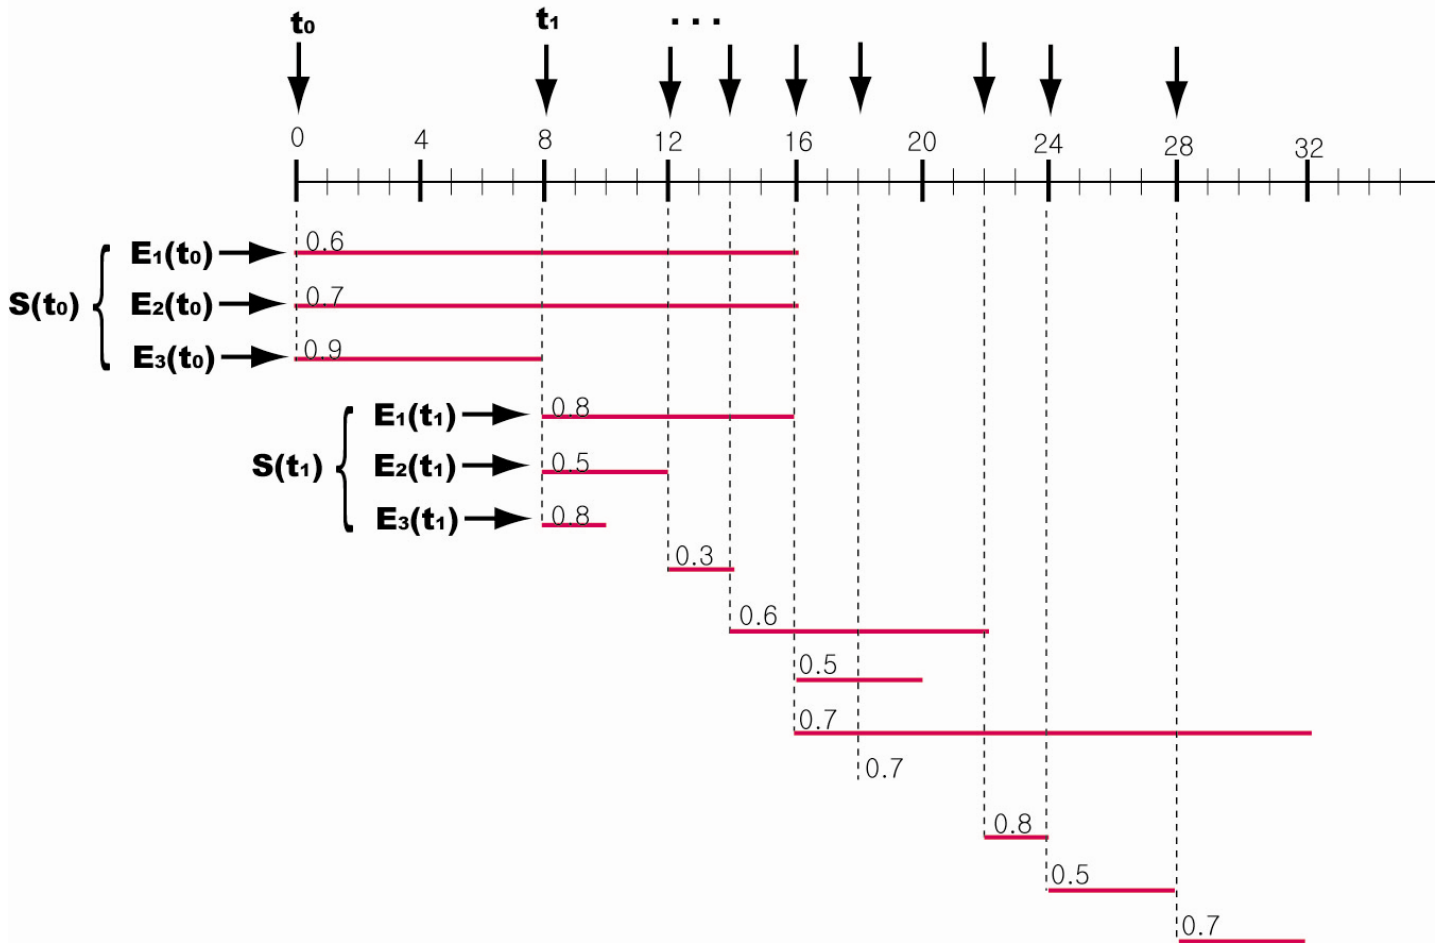 t₀ t₁ ...
0 4 8 12 16 20 24 28 32
E₁(t₀) 0.6
S(t₀) E₂(t₀) 0.7
E₃(t₀) 0.9
E₁(t₁) 0.8
S(t₁) E₂(t₁) 0.5
E₃(t₁) 0.8
0.3
0.6
0.5
0.7
0.7
0.8
0.5
0.7